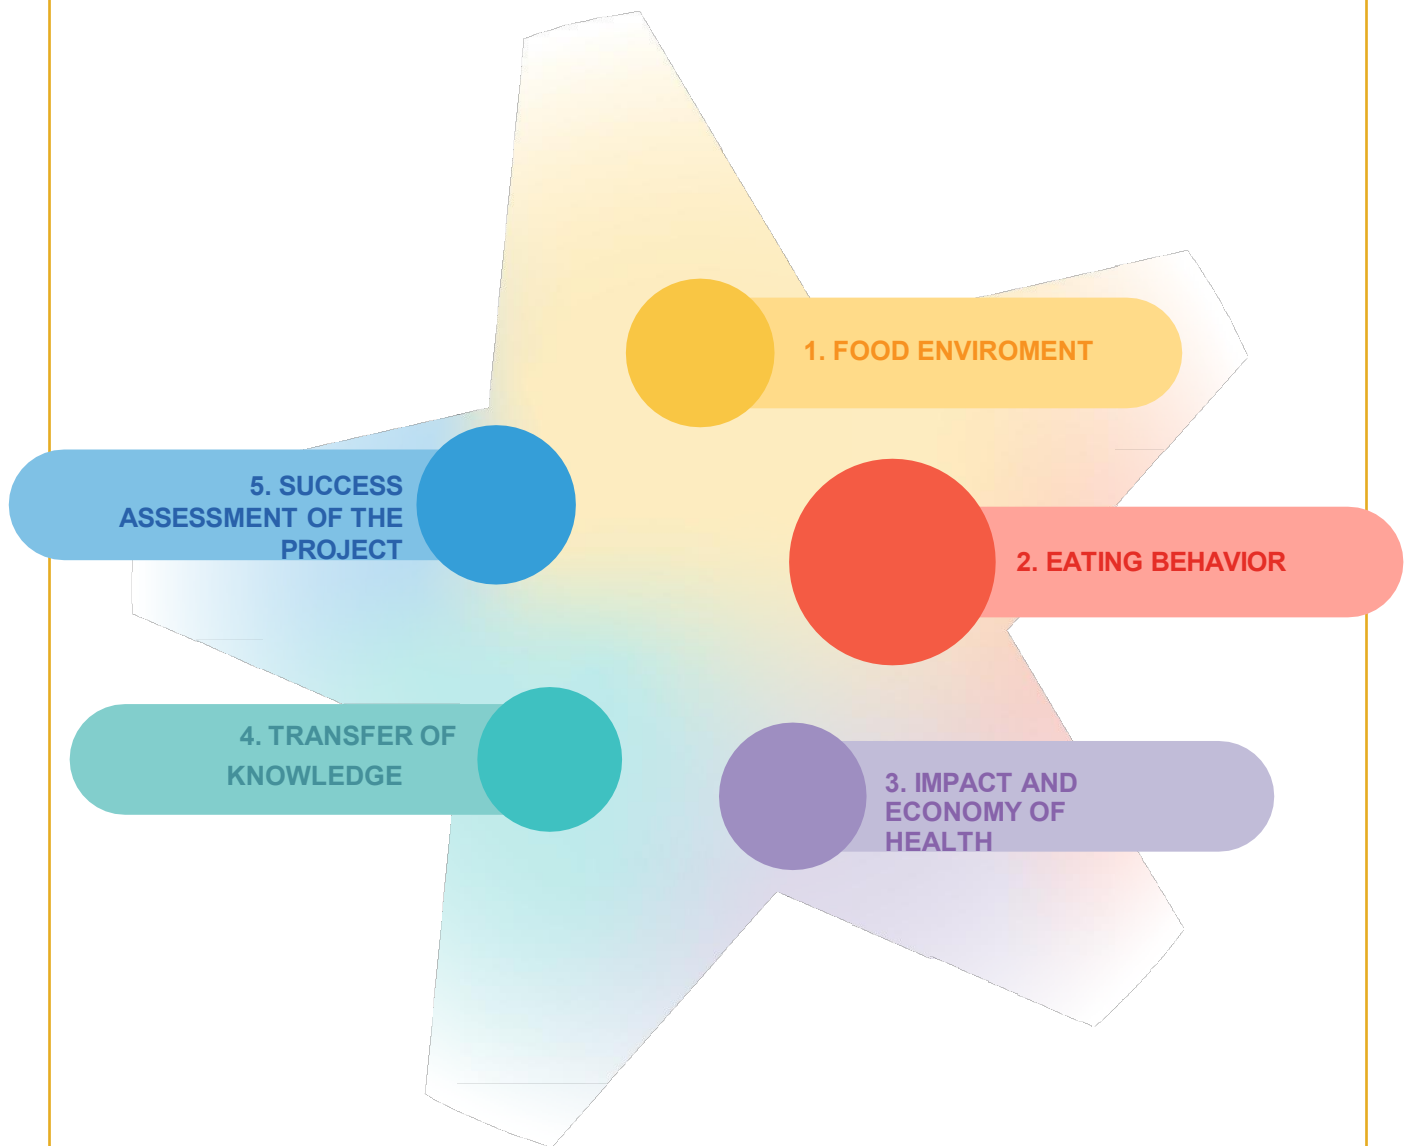 1. FOOD ENVIROMENT
2. EATING BEHAVIOR
3. IMPACT AND
ECONOMY OF
HEALTH
4. TRANSFER OF
KNOWLEDGE
5. SUCCESS
ASSESSMENT OF THE
PROJECT